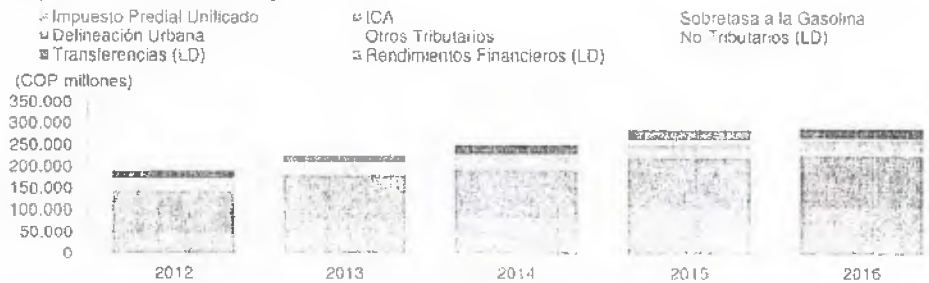 Impuesto Predial Unificado ICA Sobretasa a la Gasolina
Delineación Urbana Otros Tributarios No Tributarios (LD)
Transferencias (LD) Rendimientos Financieros (LD)
(COP millones)
350.000
300.000
250.000
200.000
150.000
100.000
50.000
0
2012 2013 2014 2015 2016